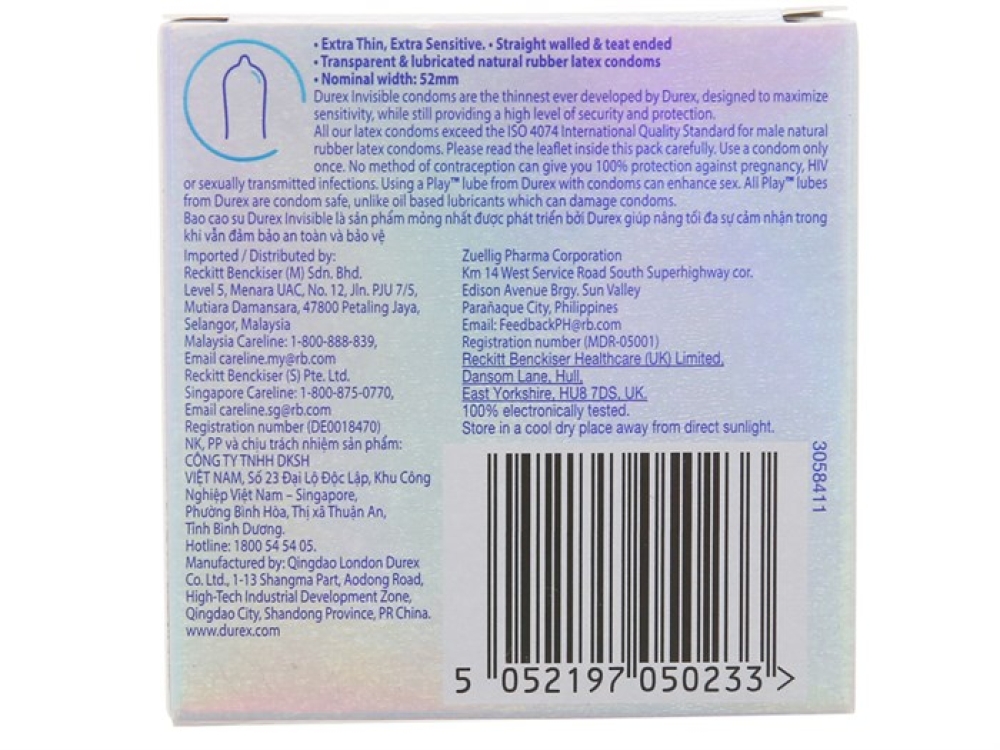 • Extra Thin, Extra Sensitive. • Straight walled & teat ended
• Transparent & lubricated natural rubber latex condoms
• Nominal width: 52mm
Durex Invisible condoms are the thinnest ever developed by Durex, designed to maximize
sensitivity, while still providing a high level of security and protection.
All our latex condoms exceed the ISO 4074 International Quality Standard for male natural
rubber latex condoms. Please read the leaflet inside this pack carefully. Use a condom only
once. No method of contraception can give you 100% protection against pregnancy, HIV
or sexually transmitted infections. Using a Play™ lube from Durex with condoms can enhance sex. All Play™ lubes
from Durex are condom safe, unlike oil based lubricants which can damage condoms.
Bao cao su Durex Invisible là sản phẩm mỏng nhất được phát triển bởi Durex giúp nâng tối đa sự cảm nhận trong
khi vẫn đảm bảo an toàn và bảo vệ
Imported / Distributed by:
Reckitt Benckiser (M) Sdn. Bhd.
Level 5, Menara UAC, No. 12, Jln. PJU 7/5,
Mutiara Damansara, 47800 Petaling Jaya,
Selangor, Malaysia
Malaysia Careline: 1-800-888-839,
Email careline.my@rb.com
Reckitt Benckiser (S) Pte. Ltd.
Singapore Careline: 1-800-875-0770,
Email careline.sg@rb.com
Registration number (DE0018470)
NK, PP và chịu trách nhiệm sản phẩm:
CÔNG TY TNHH DKSH
VIỆT NAM, Số 23 Đại Lộ Độc Lập, Khu Công
Nghiệp Việt Nam – Singapore,
Phường Bình Hòa, Thị xã Thuận An,
Tỉnh Bình Dương.
Hotline: 1800 54 54 05.
Manufactured by: Qingdao London Durex
Co. Ltd., 1-13 Shangma Part, Aodong Road,
High-Tech Industrial Development Zone,
Qingdao City, Shandong Province, PR China.
www.durex.com
Zuellig Pharma Corporation
Km 14 West Service Road South Superhighway cor.
Edison Avenue Brgy. Sun Valley
Parañaque City, Philippines
Email: FeedbackPH@rb.com
Registration number (MDR-05001)
Reckitt Benckiser Healthcare (UK) Limited,
Dansom Lane, Hull,
East Yorkshire, HU8 7DS, UK.
100% electronically tested.
Store in a cool dry place away from direct sunlight.
3058411
5 052197 050233 >